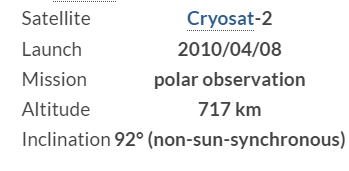 Satellite Cryosat-2
Launch 2010/04/08
Mission polar observation
Altitude 717 km
Inclination 92° (non-sun-synchronous)